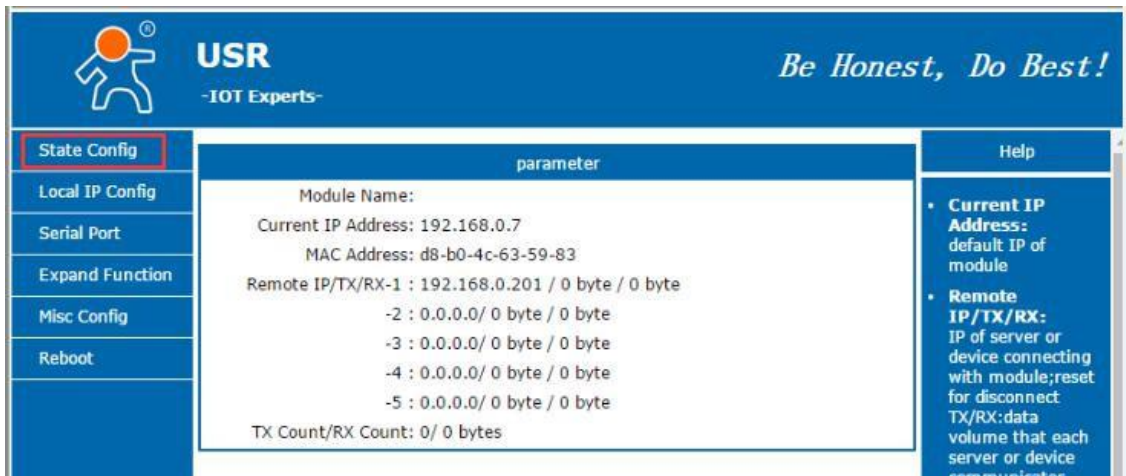 ®
USR
-IOT Experts-
Be Honest, Do Best!
State Config
Local IP Config
Serial Port
Expand Function
Misc Config
Reboot
parameter
Module Name:
Current IP Address: 192.168.0.7
MAC Address: d8-b0-4c-63-59-83
Remote IP/TX/RX-1 : 192.168.0.201 / 0 byte / 0 byte
-2 : 0.0.0.0/ 0 byte / 0 byte
-3 : 0.0.0.0/ 0 byte / 0 byte
-4 : 0.0.0.0/ 0 byte / 0 byte
-5 : 0.0.0.0/ 0 byte / 0 byte
TX Count/RX Count: 0/ 0 bytes
Help
• Current IP
Address:
default IP of
module
• Remote
IP/TX/RX:
IP of server or
device connecting
with module;reset
for disconnect
TX/RX:data
volume that each
server or device